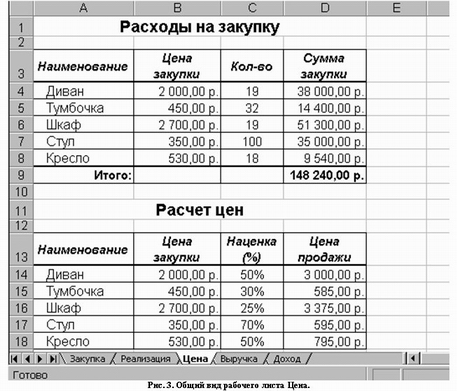 A B C D E F
1 Расходы на закупку
2
3 Наименование Цена закупки Кол-во Сумма закупки
4 Диван 2 000,00 р. 19 38 000,00 р.
5 Тумбочка 450,00 р. 32 14 400,00 р.
6 Шкаф 2 700,00 р. 19 51 300,00 р.
7 Стул 350,00 р. 100 35 000,00 р.
8 Кресло 530,00 р. 18 9 540,00 р.
9 Итого: 148 240,00 р.
10
11 Расчет цен
12
13 Наименование Цена закупки Наценка (%) Цена продажи
14 Диван 2 000,00 р. 50% 3 000,00 р.
15 Тумбочка 450,00 р. 30% 585,00 р.
16 Шкаф 2 700,00 р. 25% 3 375,00 р.
17 Стул 350,00 р. 70% 595,00 р.
18 Кресло 530,00 р. 50% 795,00 р.
Закупка Реализация Цена Выручка Доход
Готово
Рис. 3. Общий вид рабочего листа Цена.